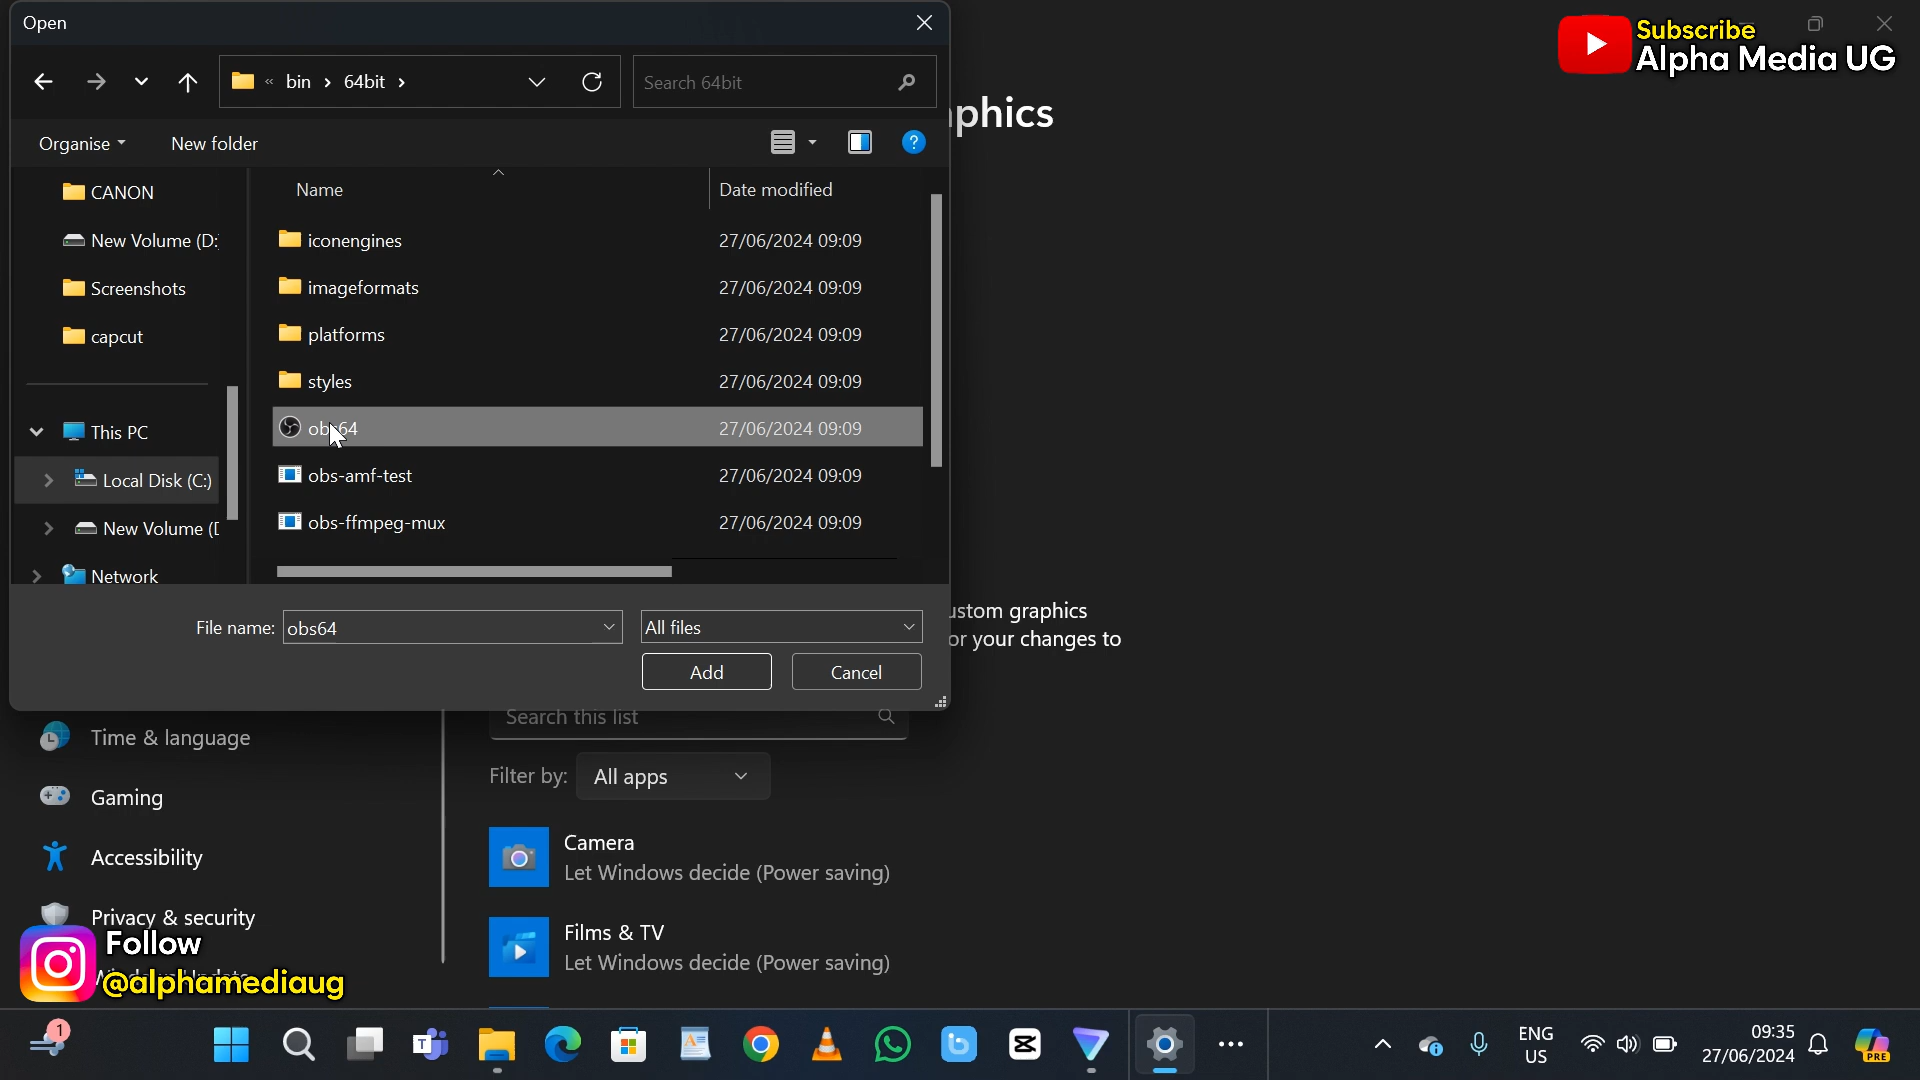 Open
« bin › 64bit ›
Search 64bit
Organise
New folder
?
Name
Date modified
CANON
New Volume (D:
Screenshots
capcut
This PC
Local Disk (C:)
New Volume (D
Network
iconengines 27/06/2024 09:09
imageformats 27/06/2024 09:09
platforms 27/06/2024 09:09
styles 27/06/2024 09:09
obs64 27/06/2024 09:09
obs-amf-test 27/06/2024 09:09
obs-ffmpeg-mux 27/06/2024 09:09
File name: obs64
All files
Add
Cancel
Subscribe
Alpha Media UG
aphics
ustom graphics
or your changes to
Search this list
Filter by: All apps
Camera
Let Windows decide (Power saving)
Films & TV
Let Windows decide (Power saving)
Time & language
Gaming
Accessibility
Privacy & security
Windows Update
Follow
@alphamediaug
1
ENG
US
09:35
27/06/2024
PRE